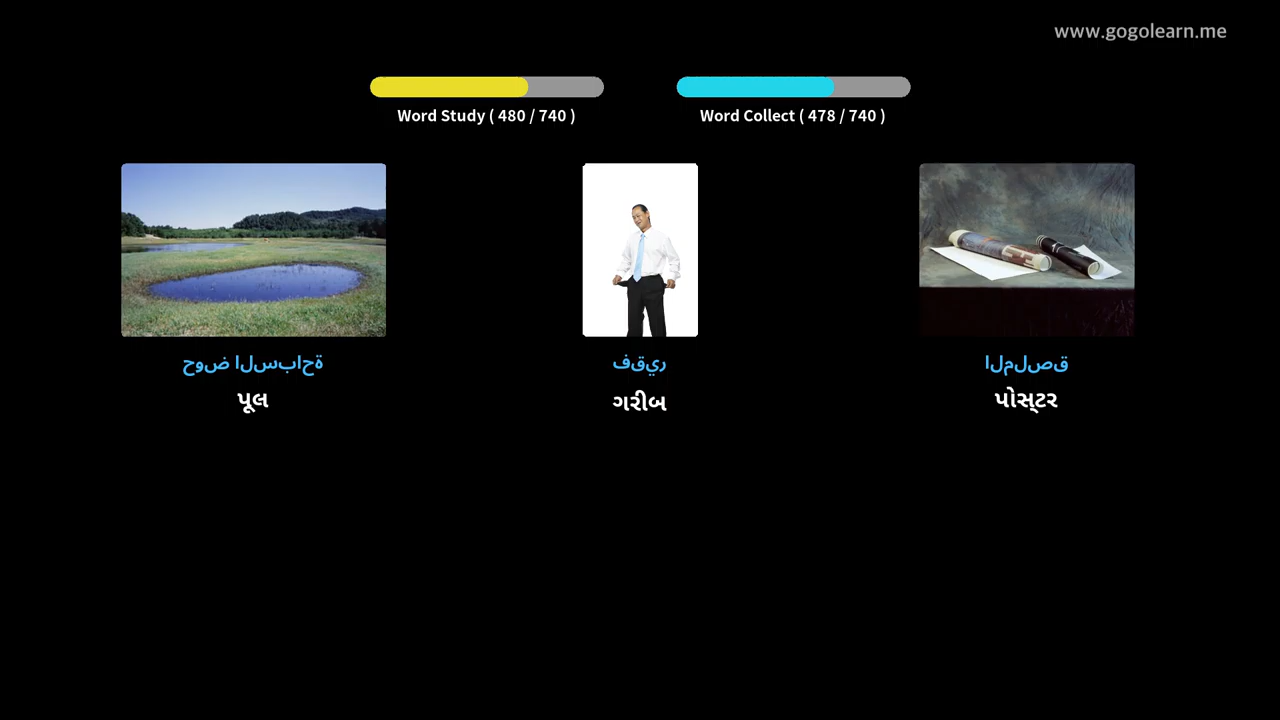 www.gogolearn.me
Word Study ( 480 / 740 )
Word Collect ( 478 / 740 )
حوض السباحة
પૂલ
فقير
ગરીબ
الملصق
પોસ્ટર